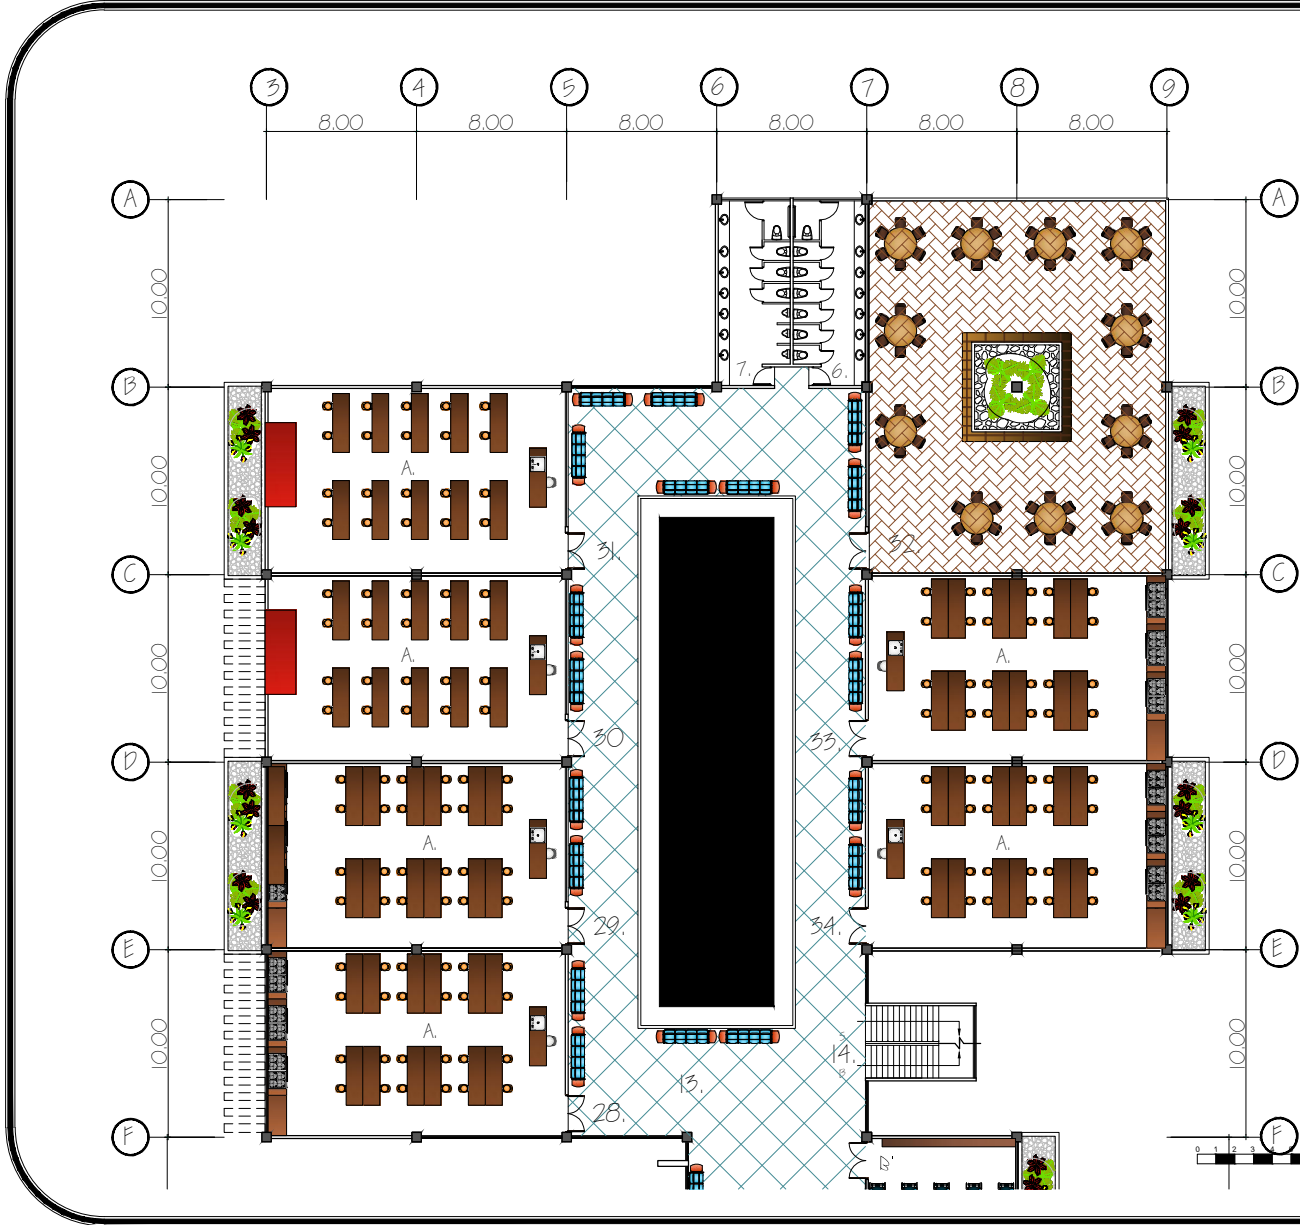 3 4 5 6 7 8 9
8.00 8.00 8.00 8.00 8.00 8.00
A A
10.00 10.00
7. 6.
B B
A.
10.00 10.00
31. 32.
C C
A. A.
10.00 10.00
30 33.
D D
A. A.
10.00 10.00
29. 34.
E E
A.
S
10.00 14. 10.00
B
13.
28.
F F
0 1 2 3
B'